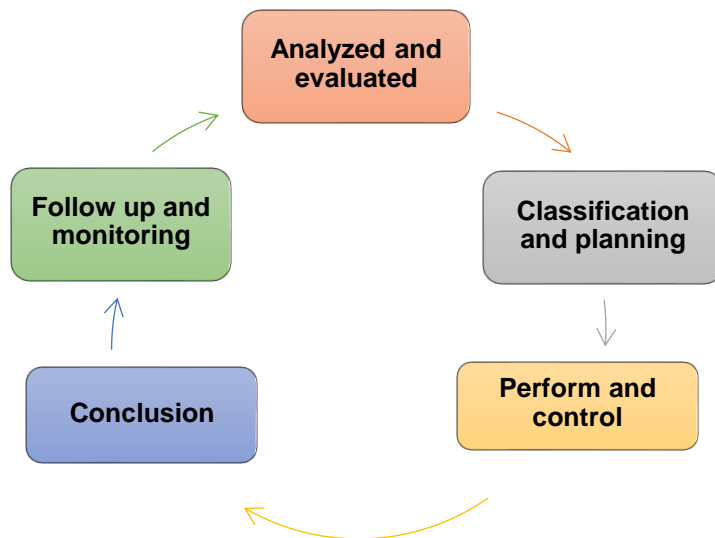 Analyzed and
evaluated
Classification
and planning
Perform and
control
Conclusion
Follow up and
monitoring